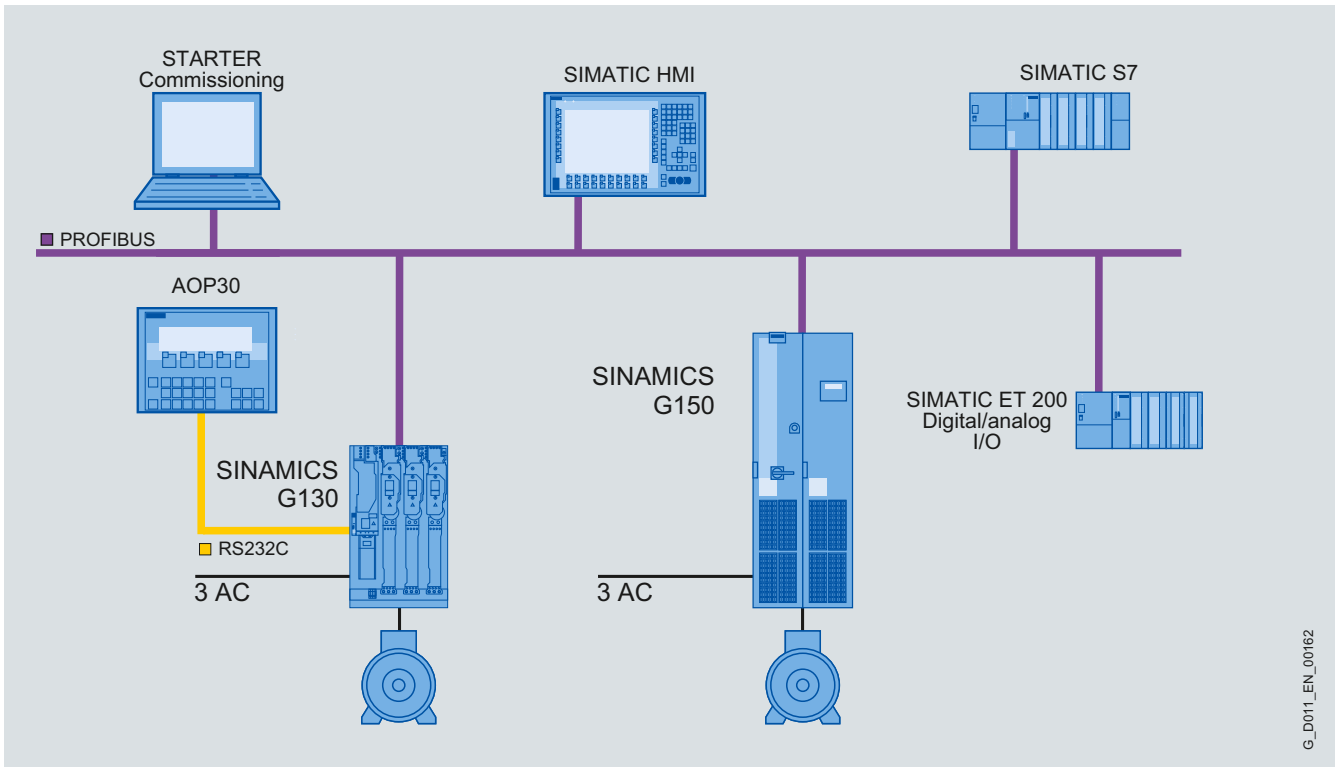 STARTER
Commissioning
SIMATIC HMI
SIMATIC S7
PROFIBUS
AOP30
SINAMICS
G150
SIMATIC ET 200
Digital/analog
I/O
SINAMICS
G130
RS232C
3 AC
3 AC
G_D011_EN_00162